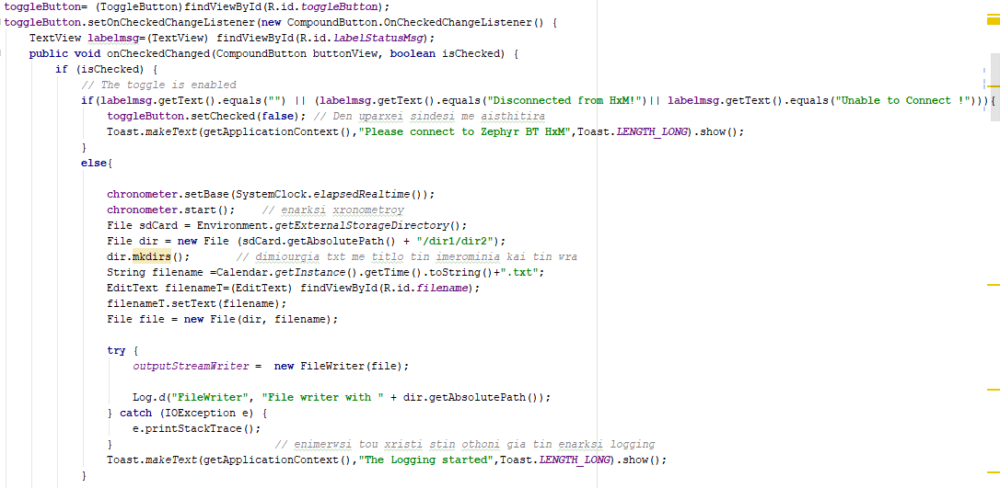 toggleButton= (ToggleButton)findViewById(R.id.toggleButton);
toggleButton.setOnCheckedChangeListener(new CompoundButton.OnCheckedChangeListener() {
TextView labelmsg=(TextView) findViewById(R.id.labelStatusMsg);
public void onCheckedChanged(CompoundButton buttonView, boolean isChecked) {
if (isChecked) {
// The toggle is enabled
if(labelmsg.getText().equals("") || (labelmsg.getText().equals("Disconnected from HxM!")|| labelmsg.getText().equals("Unable to Connect !"))){
toggleButton.setChecked(false); // Den uparxei sindesi me aisthitira
Toast.makeText(getApplicationContext(),"Please connect to Zephyr BT HxM",Toast.LENGTH_LONG).show();
}
else{
chronometer.setBase(SystemClock.elapsedRealtime());
chronometer.start(); // enarksi xronometroy
File sdCard = Environment.getExternalStorageDirectory();
File dir = new File (sdCard.getAbsolutePath() + "/dir1/dir2");
dir.mkdirs(); // dimiourgia txt me titlo tin imerominia kai tin wra
String filename =Calendar.getInstance().getTime().toString()+".txt";
EditText filenameT=(EditText) findViewById(R.id.filename);
filenameT.setText(filename);
File file = new File(dir, filename);
try {
outputStreamWriter = new FileWriter(file);
Log.d("FileWriter", "File writer with " + dir.getAbsolutePath());
} catch (IOException e) {
e.printStackTrace();
} // enimerwsi tou xristi stin othoni gia tin enarksi logging
Toast.makeText(getApplicationContext(),"The Logging started",Toast.LENGTH_LONG).show();
}